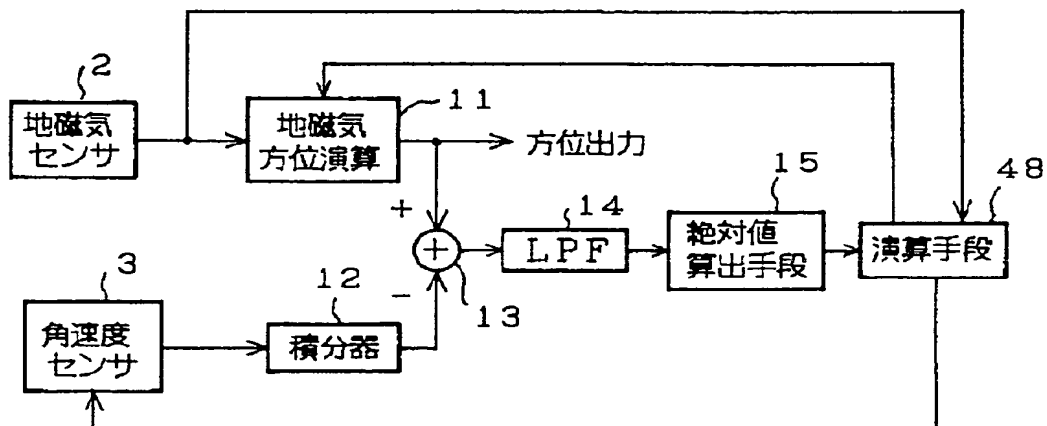 2
地磁気
センサ
11
地磁気
方位演算
方位出力
15
48
+
14
LPF
絶対値
算出手段
演算手段
+
13
-
3
12
角速度
センサ
積分器